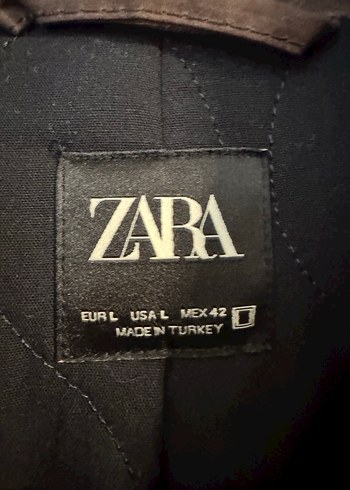 ZARA
EUR L USA L MEX 42
MADE IN TURKEY